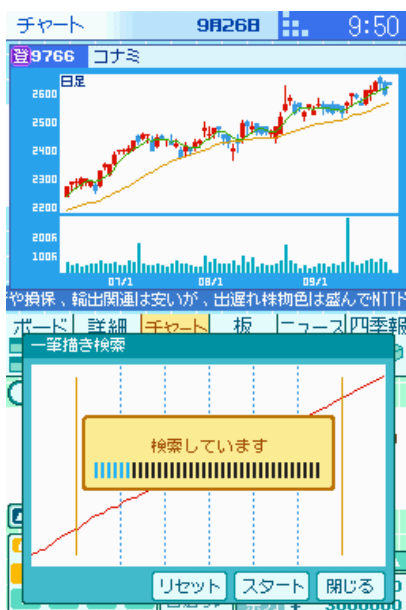 チャート 9月26日 9:50
登9766 コナミ
日足
2600
2500
2400
2300
2200
200万
100万
07/1 08/1 09/1
や損保、輸出関連は安いが、出遅れ株物色は盛んでNTT
ボード 詳細 チャート 板 ニュース 四季報
一筆描き検索
検索しています
リセット スタート 閉じる